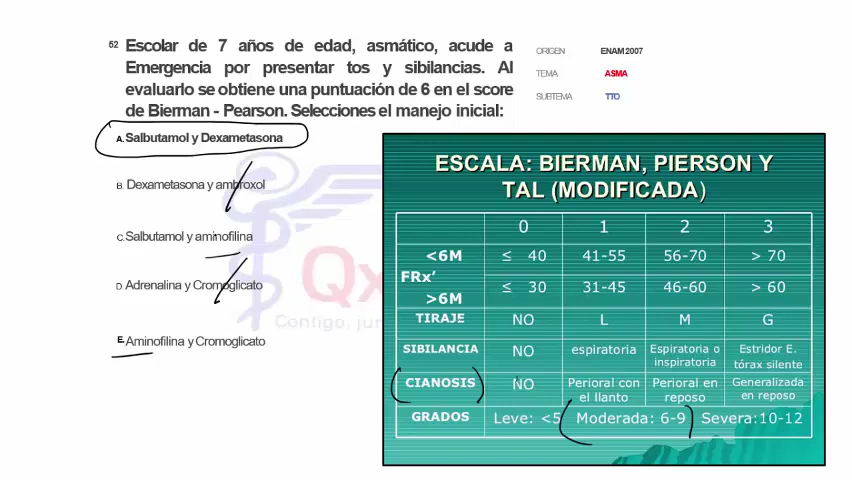 52 Escolar de 7 años de edad, asmático, acude a
Emergencia por presentar tos y sibilancias. Al
evaluarlo se obtiene una puntuación de 6 en el score
de Bierman - Pearson. Selecciones el manejo inicial:
A. Salbutamol y Dexametasona
B. Dexametasona y ambroxol
C. Salbutamol y aminofilina
D. Adrenalina y Cromoglicato
E. Aminofilina y Cromoglicato
ORIGEN ENAM 2007
TEMA ASMA
SUBTEMA TTO
Qx
Contigo, jun
ESCALA: BIERMAN, PIERSON Y
TAL (MODIFICADA)
0 1 2 3
<6M ≤ 40 41-55 56-70 > 70
FRx’
>6M ≤ 30 31-45 46-60 > 60
TIRAJE NO L M G
SIBILANCIA NO espiratoria Espiratoria o inspiratoria Estridor E. tórax silente
CIANOSIS NO Perioral con el llanto Perioral en reposo Generalizada en reposo
GRADOS Leve: <5 Moderada: 6-9 Severa:10-12